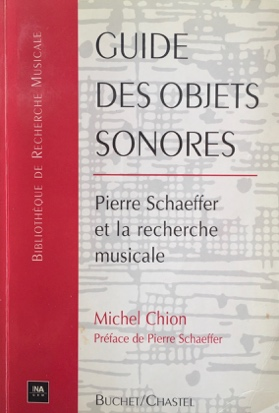 BIBLIOTHÈQUE DE RECHERCHE MUSICALE
GUIDE
DES OBJETS
SONORES
Pierre Schaeffer
et la recherche
musicale
Michel Chion
Préface de Pierre Schaeffer
INA
BUCHET/CHASTEL